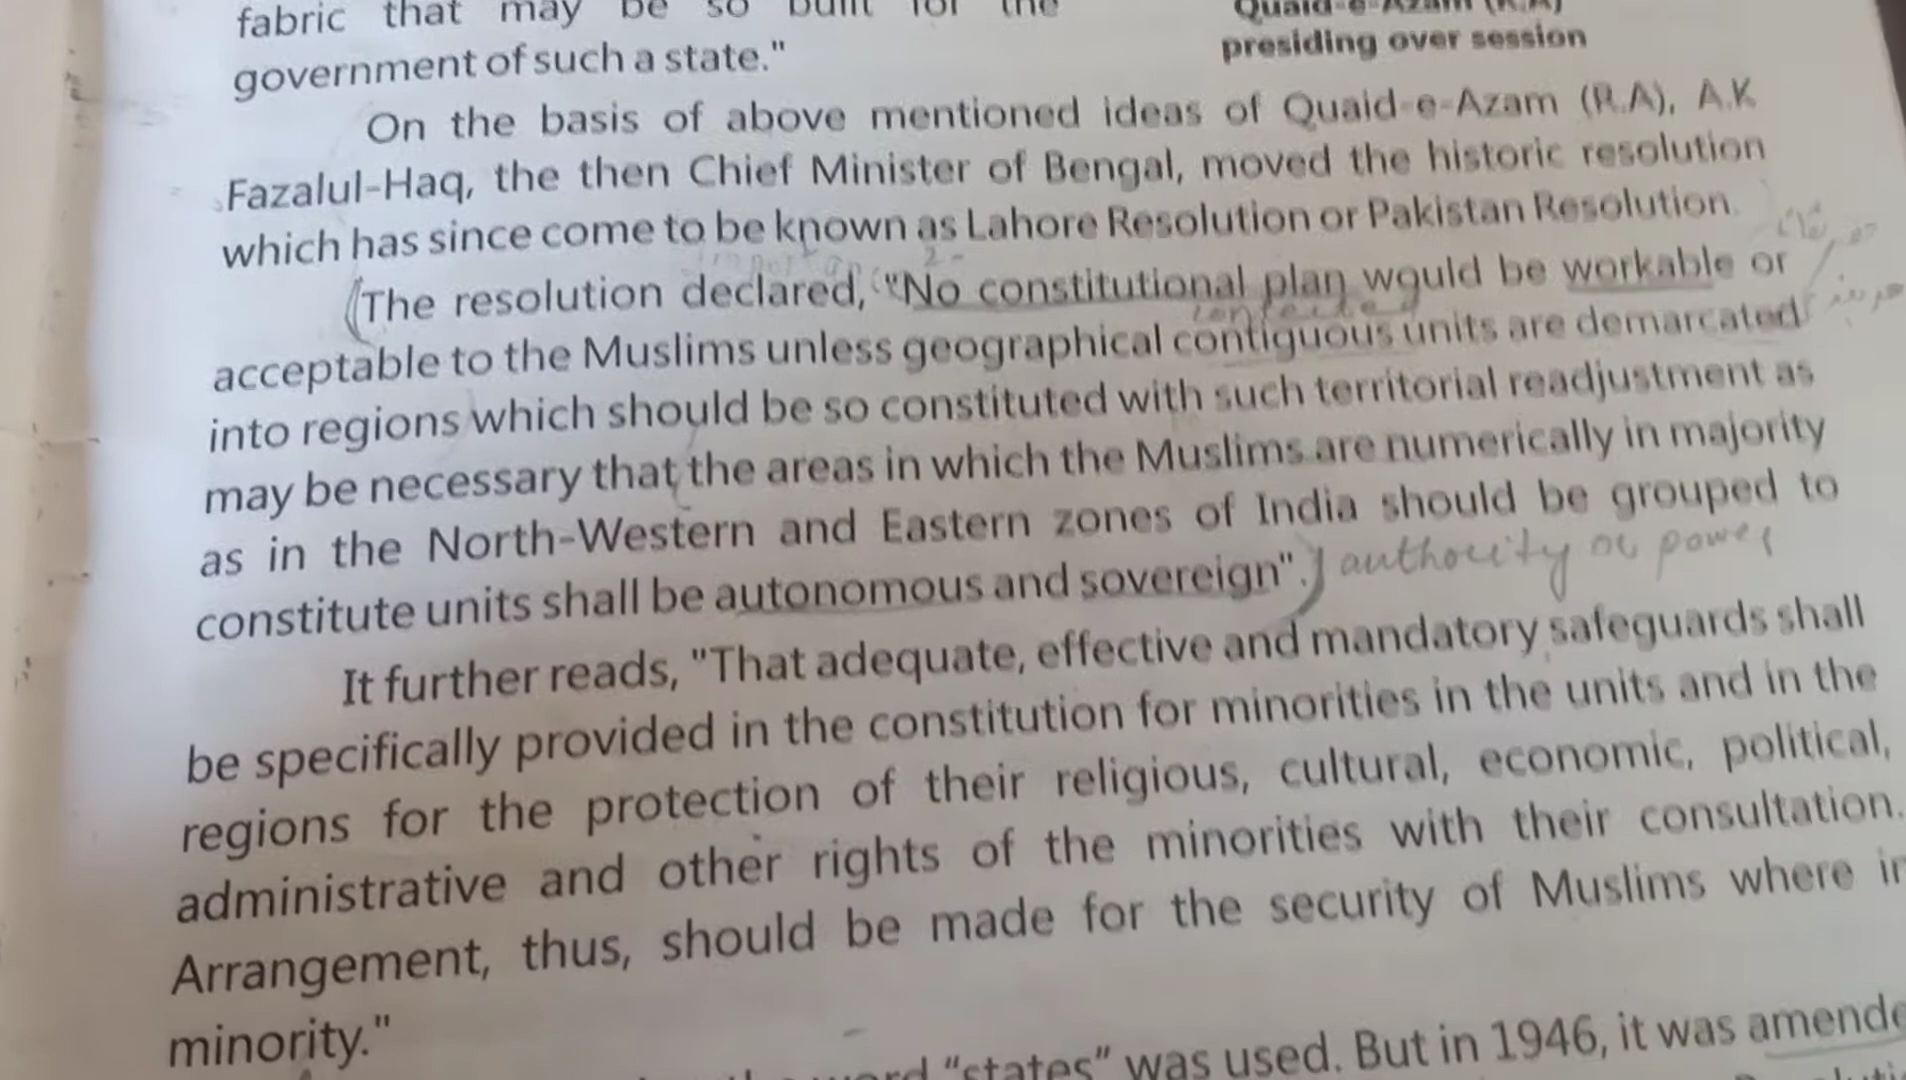 fabric that may be so built for the
government of such a state."
Quaid-e-Azam (R.A)
presiding over session
On the basis of above mentioned ideas of Quaid-e-Azam (R.A), A.K
Fazalul-Haq, the then Chief Minister of Bengal, moved the historic resolution
which has since come to be known as Lahore Resolution or Pakistan Resolution.
The resolution declared, "No constitutional plan would be workable or
acceptable to the Muslims unless geographical contiguous units are demarcated
into regions which should be so constituted with such territorial readjustment as
may be necessary that the areas in which the Muslims are numerically in majority
as in the North-Western and Eastern zones of India should be grouped to
constitute units shall be autonomous and sovereign".
authority or power
It further reads, "That adequate, effective and mandatory safeguards shall
be specifically provided in the constitution for minorities in the units and in the
regions for the protection of their religious, cultural, economic, political,
administrative and other rights of the minorities with their consultation.
Arrangement, thus, should be made for the security of Muslims where in
minority."
word "states" was used. But in 1946, it was amende